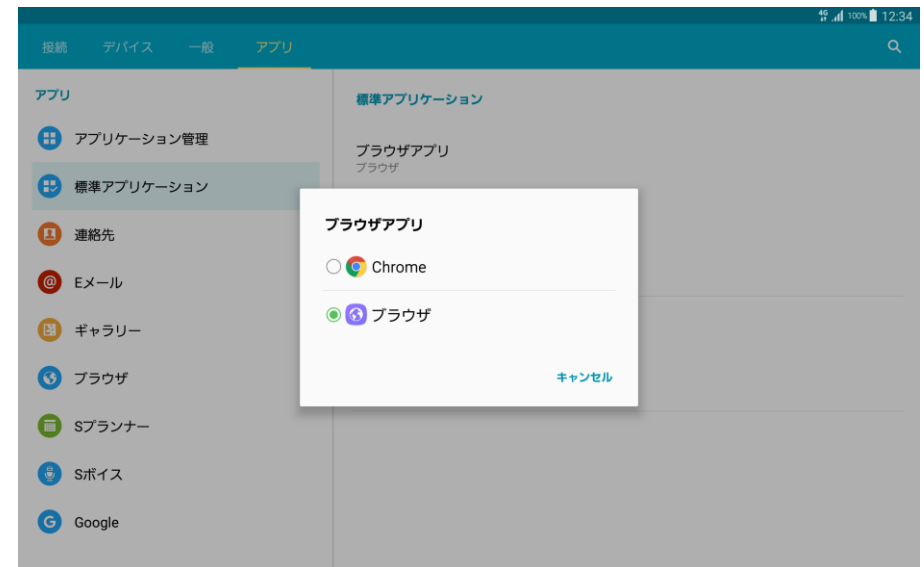 4G 100% 12:34
接続 デバイス 一般 アプリ
アプリ
アプリケーション管理
標準アプリケーション
連絡先
Eメール
ギャラリー
ブラウザ
Sプランナー
Sボイス
Google
標準アプリケーション
ブラウザアプリ
ブラウザ
ブラウザアプリ
Chrome
ブラウザ
キャンセル